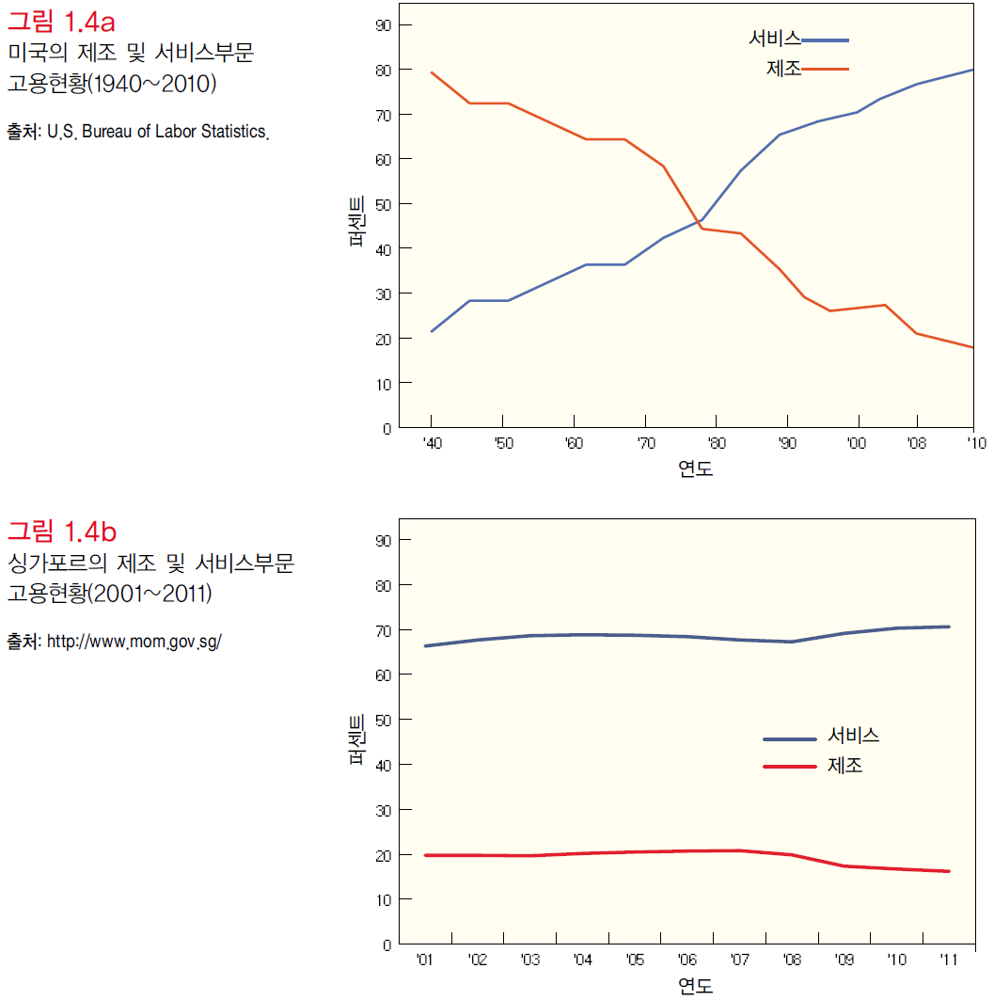 그림 1.4a
미국의 제조 및 서비스부문
고용현황(1940~2010)
출처: U.S. Bureau of Labor Statistics.
서비스
제조
퍼센트
90
80
70
60
50
40
30
20
10
0
'40 '50 '60 '70 '80 '90 '00 '08 '10
연도
그림 1.4b
싱가포르의 제조 및 서비스부문
고용현황(2001~2011)
출처: http://www.mom.gov.sg/
서비스
제조
퍼센트
90
80
70
60
50
40
30
20
10
0
'01 '02 '03 '04 '05 '06 '07 '08 '09 '10 '11
연도